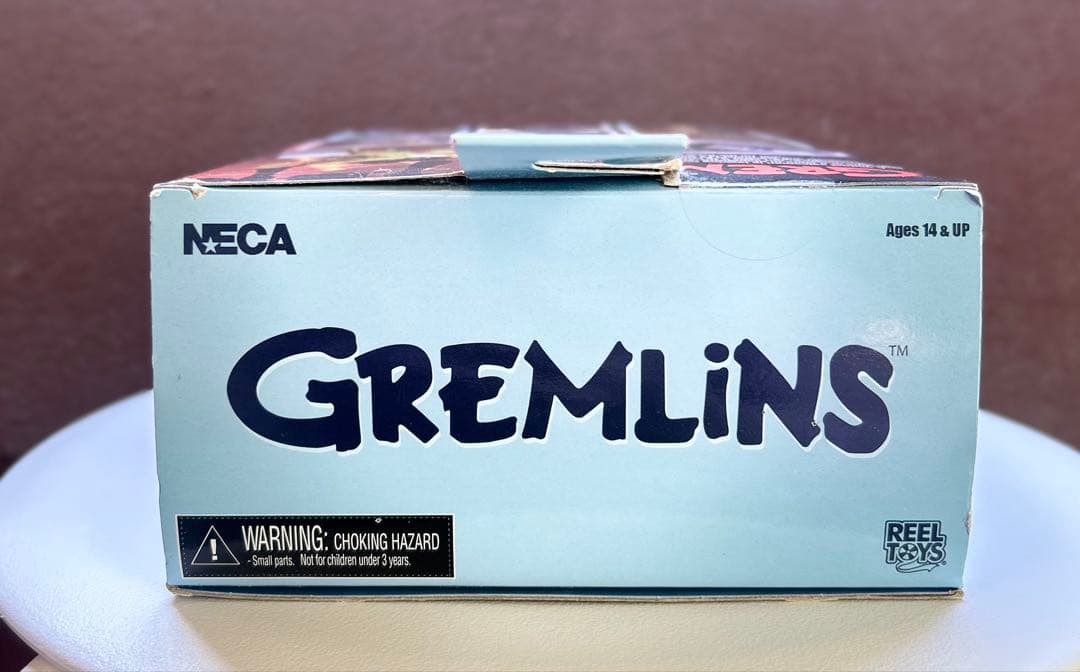 NECA
Ages 14 & UP
GREMLiNS™
WARNING: CHOKING HAZARD
- Small parts. Not for children under 3 years.
REEL
TOYS®